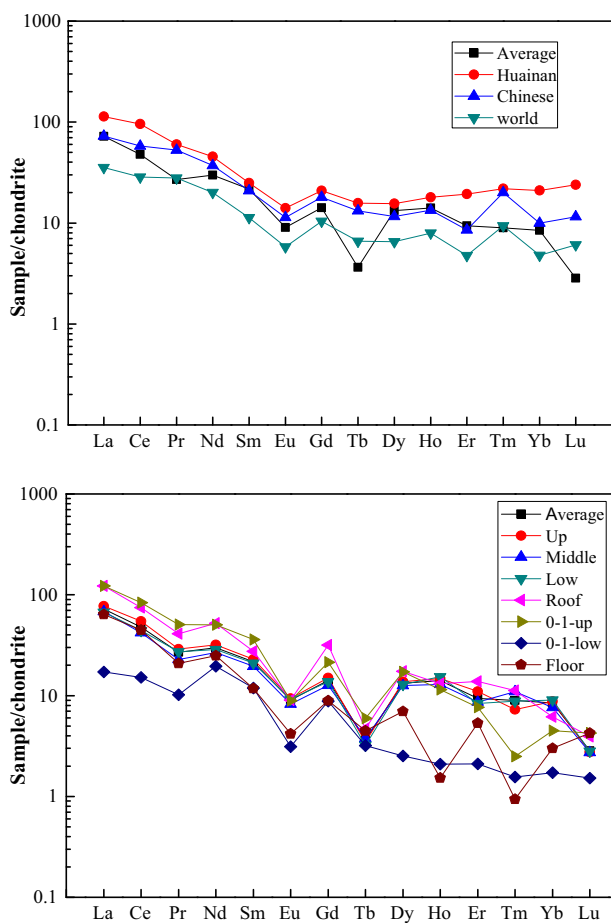 1000
100
10
1
0.1
Sample/chondrite
Average
Huainan
Chinese
world
La Ce Pr Nd Sm Eu Gd Tb Dy Ho Er Tm Yb Lu
1000
100
10
1
0.1
Sample/chondrite
Average
Up
Middle
Low
Roof
0-1-up
0-1-low
Floor
La Ce Pr Nd Sm Eu Gd Tb Dy Ho Er Tm Yb Lu